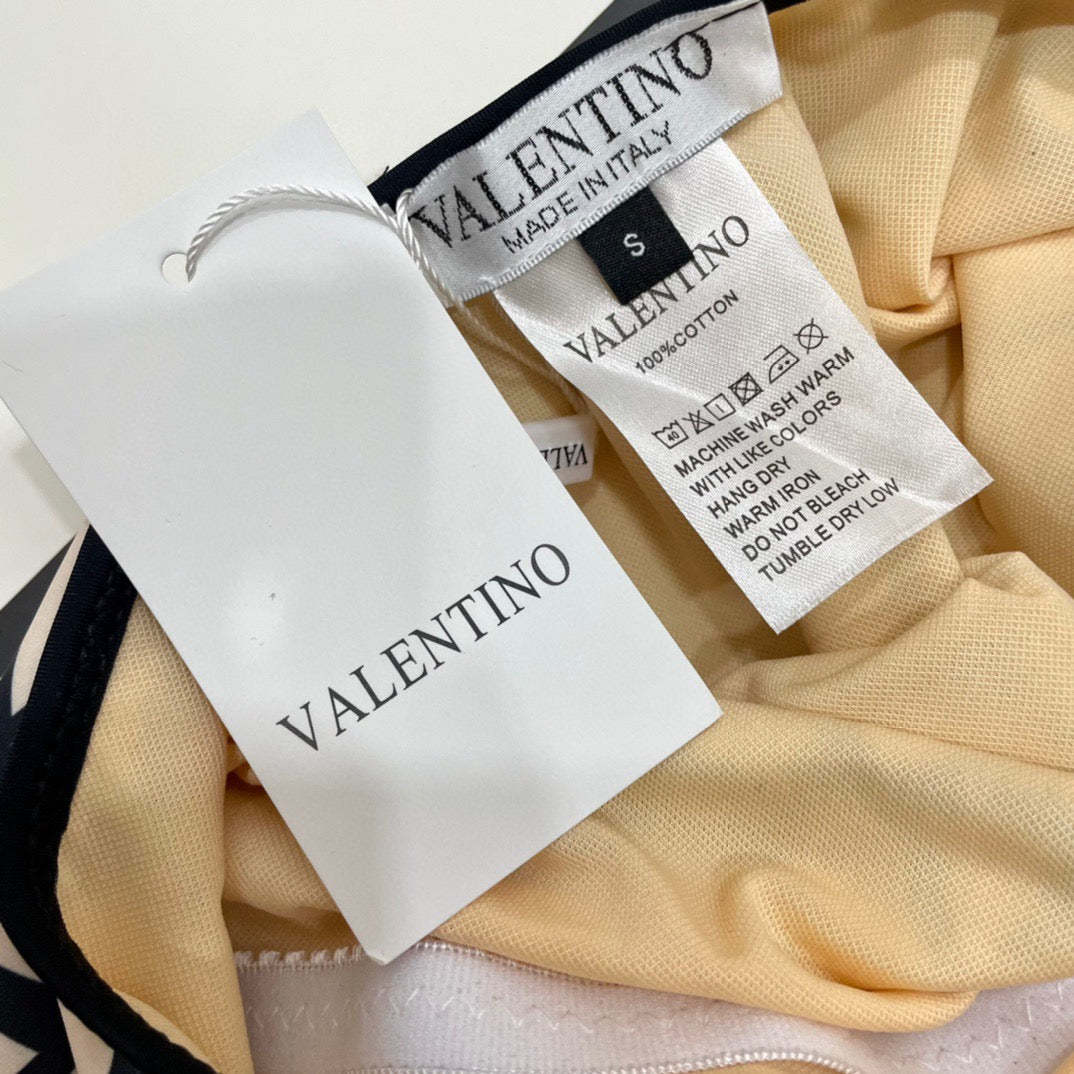 VALENTINO
MADE IN ITALY
S
VALENTINO
100%COTTON
40
MACHINE WASH WARM
WITH LIKE COLORS
HANG DRY
WARM IRON
DO NOT BLEACH
TUMBLE DRY LOW
VALENTINO